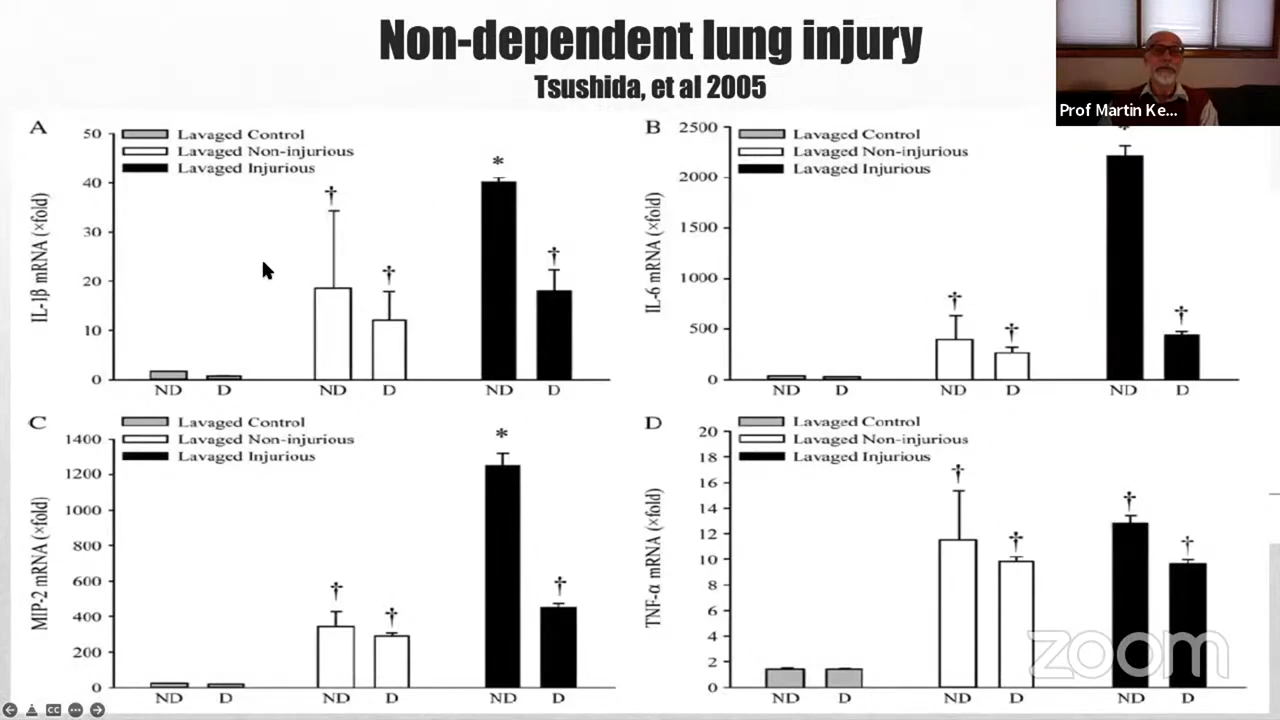 Non-dependent lung injury
Tsushida, et al 2005
Prof Martin Ke...
A
50
40
30
20
10
0
IL-1β mRNA (×fold)
Lavaged Control
Lavaged Non-injurious
Lavaged Injurious
†
†
*
†
ND D ND D ND D
B
2500
2000
1500
1000
500
0
IL-6 mRNA (×fold)
Lavaged Control
Lavaged Non-injurious
Lavaged Injurious
†
†
*
†
ND D ND D ND D
C
1400
1200
1000
800
600
400
200
0
MIP-2 mRNA (×fold)
Lavaged Control
Lavaged Non-injurious
Lavaged Injurious
†
†
*
†
ND D ND D ND D
D
20
18
16
14
12
10
8
6
4
2
0
TNF-α mRNA (×fold)
Lavaged Control
Lavaged Non-injurious
Lavaged Injurious
†
†
†
†
ND D ND D ND D
zoom
CC